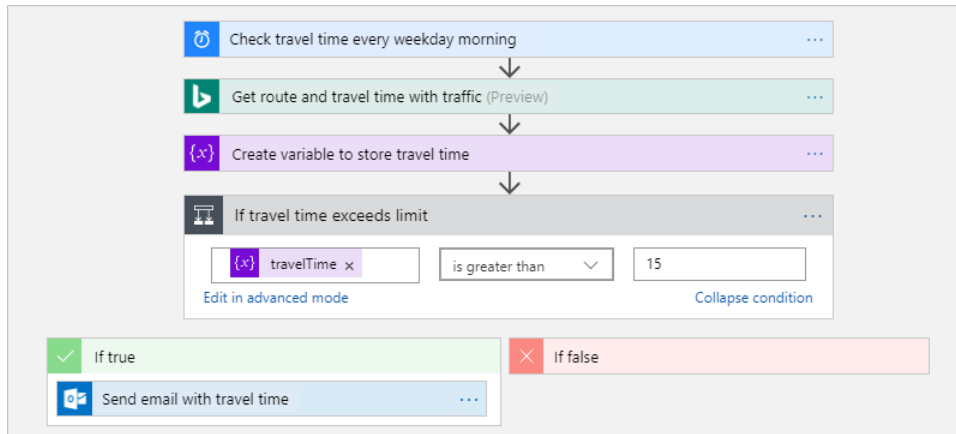 Check travel time every weekday morning
Get route and travel time with traffic (Preview)
{x} Create variable to store travel time
If travel time exceeds limit
{x} travelTime × is greater than 15
Edit in advanced mode Collapse condition
If true If false
Send email with travel time